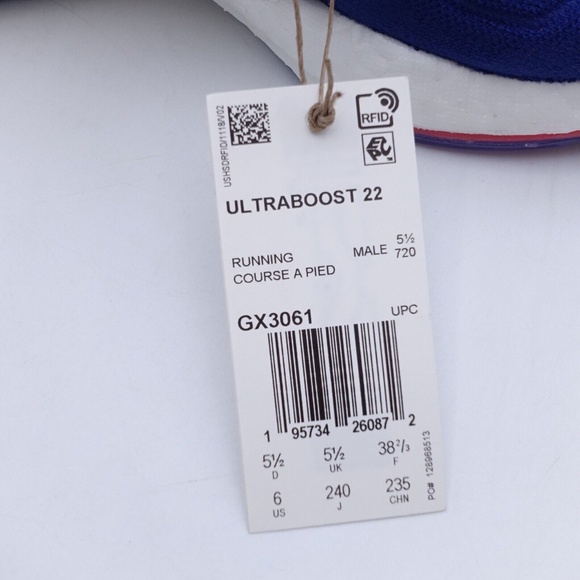 USHSDRFID/1118/V02
RFID
EPC
ULTRABOOST 22
RUNNING
COURSE A PIED
MALE 5½
720
GX3061
UPC
1 95734 26087 2
5½ 5½ 38⅔
D UK F
6 240 235
US J CHN
PO# 128968513